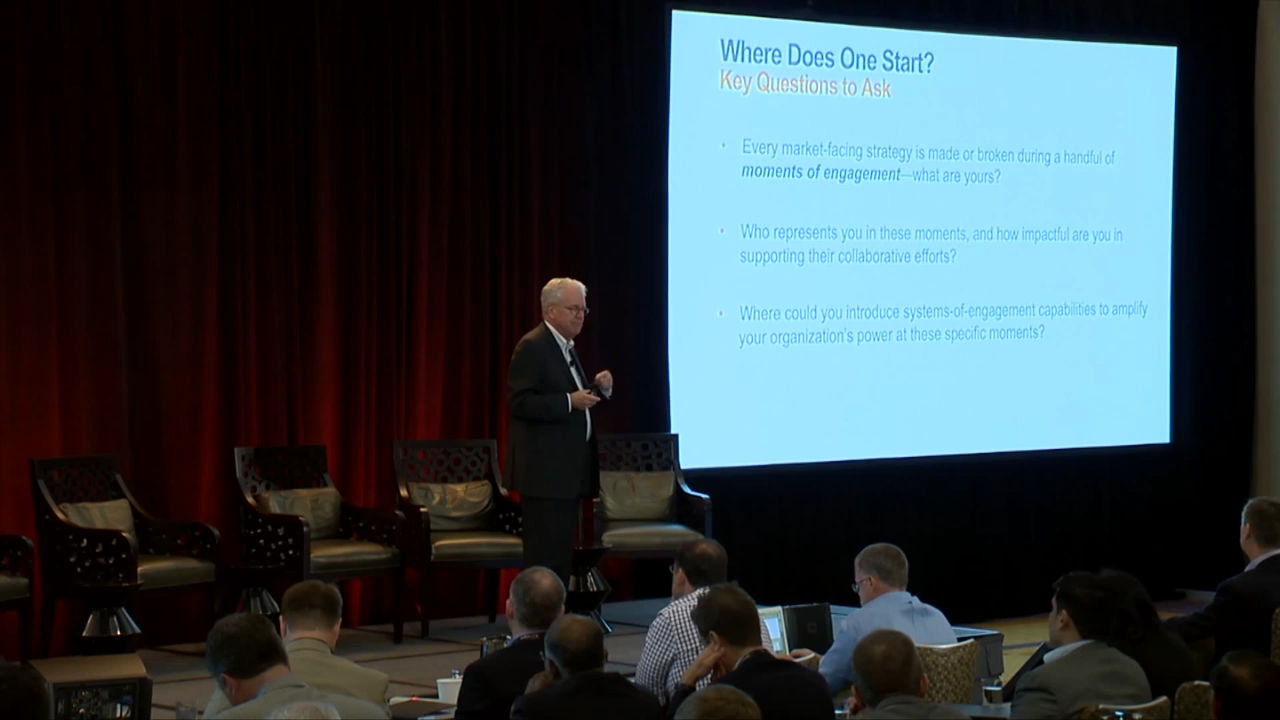 Where Does One Start?
Key Questions to Ask
• Every market-facing strategy is made or broken during a handful of
moments of engagement—what are yours?
• Who represents you in these moments, and how impactful are you in
supporting their collaborative efforts?
• Where could you introduce systems-of-engagement capabilities to amplify
your organization's power at these specific moments?